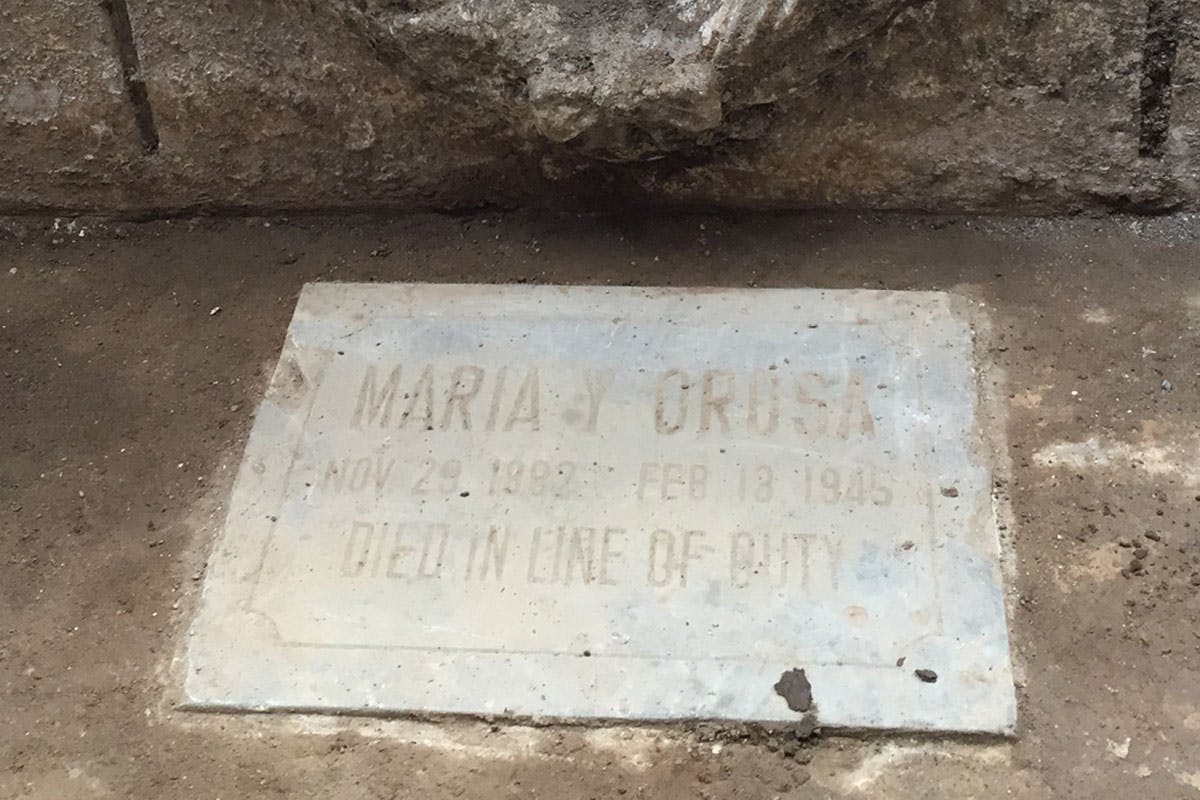 MARIA Y OROSA
NOV 29 1892 FEB 13 1945
DIED IN LINE OF DUTY